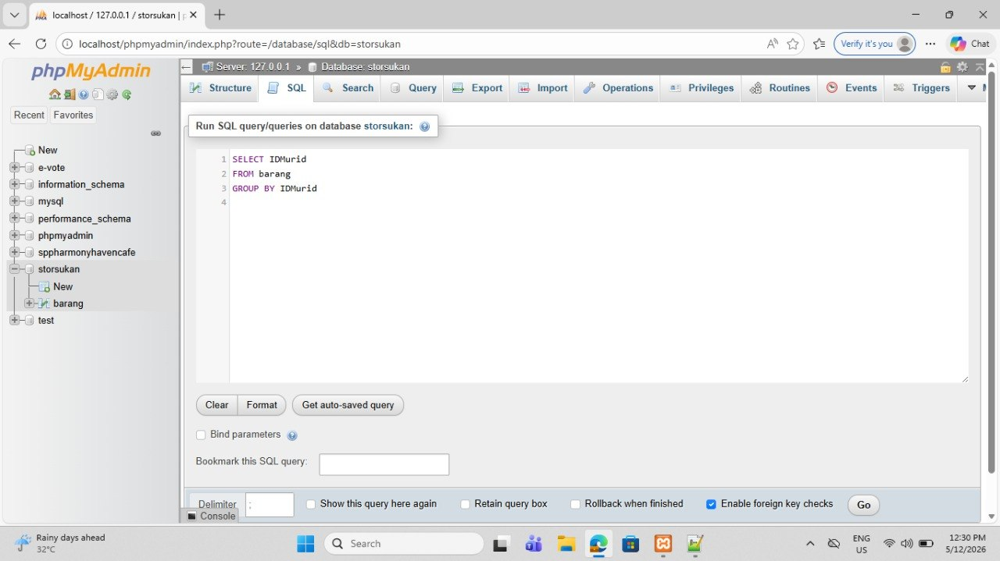 localhost / 127.0.0.1 / storsukan | p
localhost/phpmyadmin/index.php?route=/database/sql&db=storsukan
Verify it's you
Chat
phpMyAdmin
Recent
Favorites
New
e-vote
information_schema
mysql
performance_schema
phpmyadmin
sppharmonyhavencafe
storsukan
New
barang
test
Server: 127.0.0.1 » Database: storsukan
Structure
SQL
Search
Query
Export
Import
Operations
Privileges
Routines
Events
Triggers
Run SQL query/queries on database storsukan:
1 SELECT IDMurid
2 FROM barang
3 GROUP BY IDMurid
4
Clear
Format
Get auto-saved query
Bind parameters
Bookmark this SQL query:
Delimiter ;
Show this query here again
Retain query box
Rollback when finished
Enable foreign key checks
Go
Console
Rainy days ahead
32°C
Search
ENG
US
12:30 PM
5/12/2026